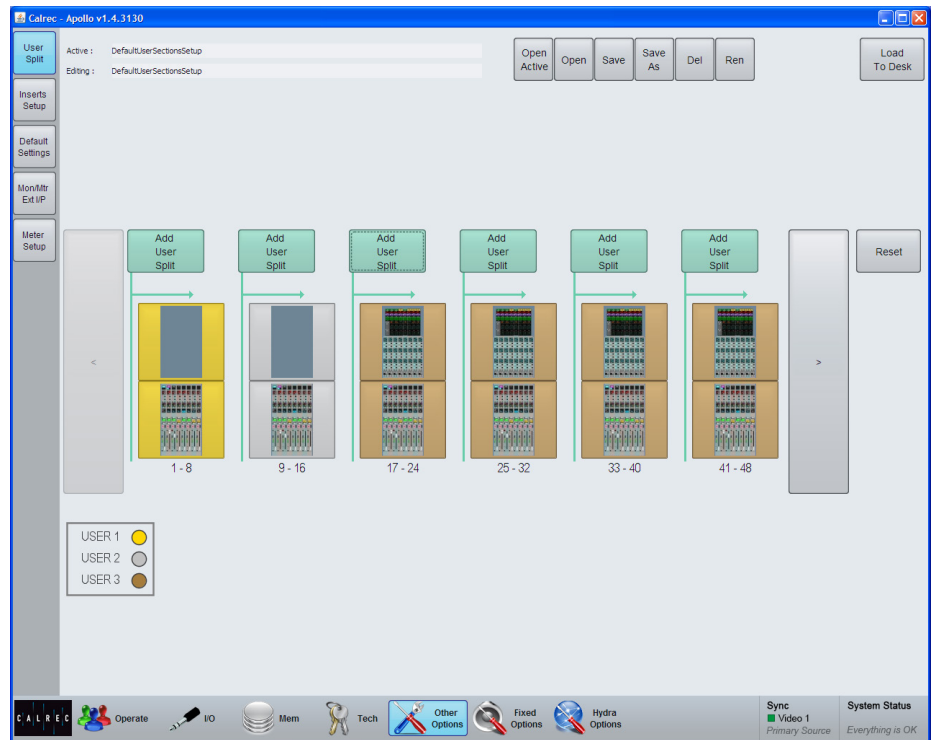 Calrec - Apollo v1.4.3130
User
Split
Active : DefaultUserSectionsSetup
Editing : DefaultUserSectionsSetup
Open
Active
Open
Save
Save
As
Del
Ren
Load
To Desk
Inserts
Setup
Default
Settings
Mon/Mtr
Ext I/P
Meter
Setup
Add
User
Split
Add
User
Split
Add
User
Split
Add
User
Split
Add
User
Split
Add
User
Split
Reset
<
>
1 - 8
9 - 16
17 - 24
25 - 32
33 - 40
41 - 48
USER 1
USER 2
USER 3
CALREC
Operate
I/O
Mem
Tech
Other
Options
Fixed
Options
Hydra
Options
Sync
Video 1
Primary Source
System Status
Everything is OK